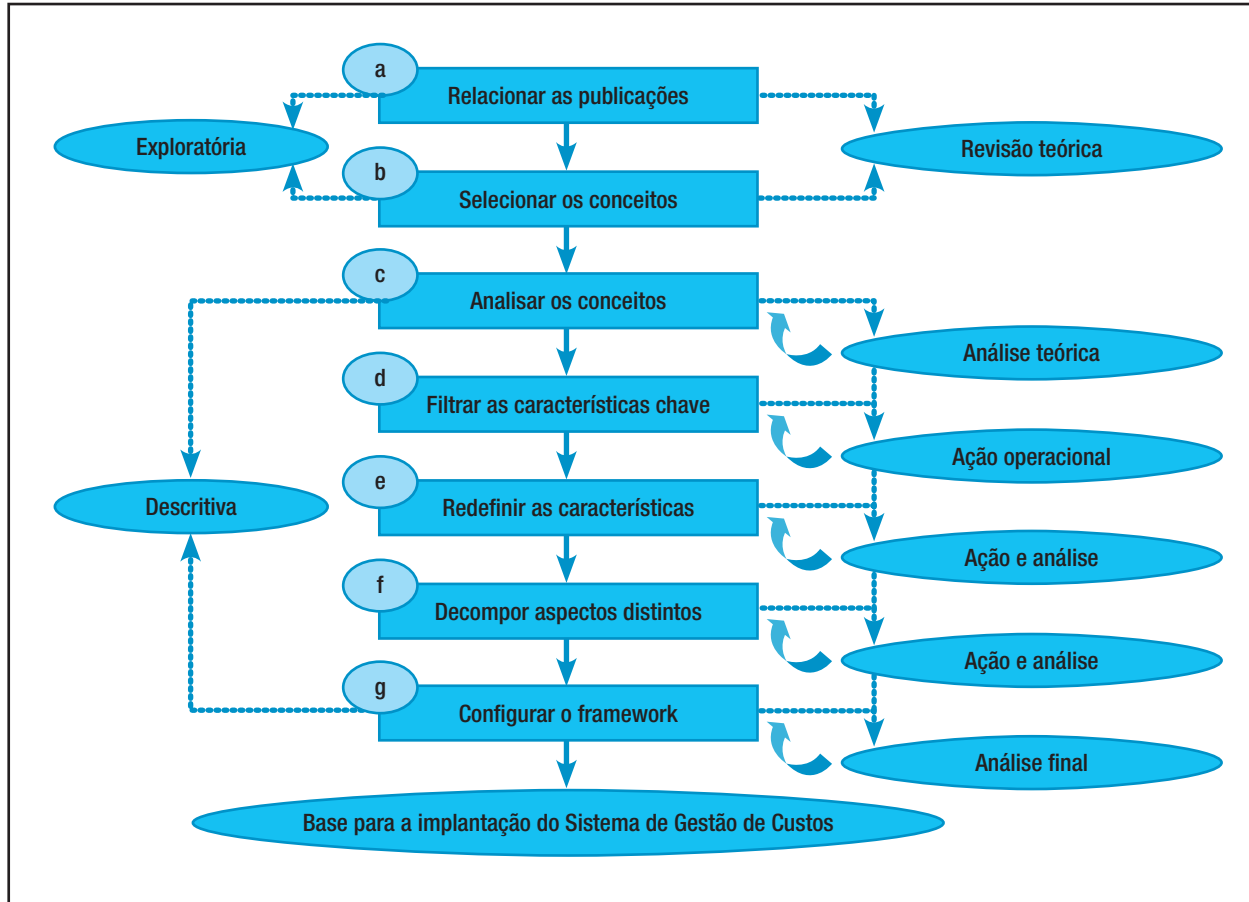 a
Relacionar as publicações
Exploratória
Revisão teórica
b
Selecionar os conceitos
c
Analisar os conceitos
Análise teórica
d
Filtrar as características chave
Ação operacional
e
Redefinir as características
Descritiva
Ação e análise
f
Decompor aspectos distintos
Ação e análise
g
Configurar o framework
Análise final
Base para a implantação do Sistema de Gestão de Custos